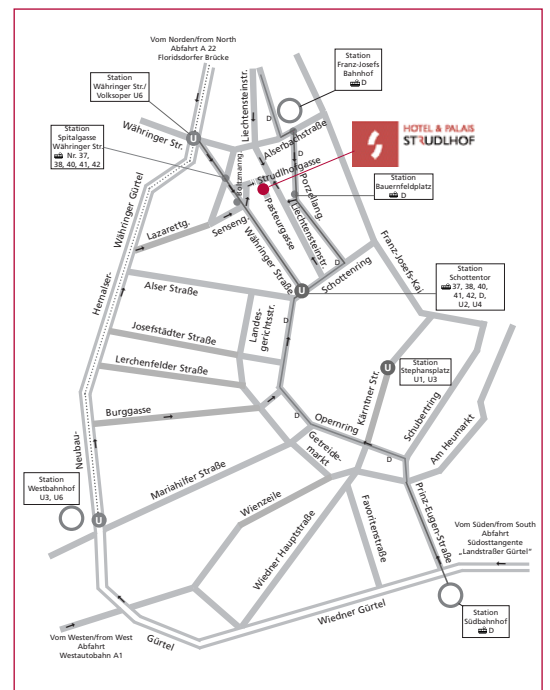 Vom Norden/from North
Abfahrt A 22
Floridsdorfer Brücke
Station
Franz-Josefs
Bahnhof
D
Station
Währinger Str./
Volksoper U6
U
Währinger Str.
Liechtensteinstr.
D
D
Alserbachstraße
HOTEL & PALAIS
STRUDLHOF
Station
Spitalgasse
Währinger Str.
Nr. 37,
38, 40, 41, 42
Boltzmanng.
Strudlhofgasse
Porzellang.
Station
Bauernfeldplatz
D
Pasteurgasse
Liechtensteinstr.
Lazarettg.
Senseng.
Währinger Straße
Währinger Gürtel
Hernalser-
D
Schottenring
Franz-Josefs-Kai
U
Station
Schottentor
37, 38, 40,
41, 42, D,
U2, U4
Alser Straße
Landes-
gerichtsstr.
D
Josefstädter Straße
Lerchenfelder Straße
Station
Stephansplatz
U1, U3
U
Kärntner Str.
Schubertring
Am Heumarkt
Burggasse
D
Opernring
D
Getreide-
markt
Neubau-
Mariahilfer Straße
Station
Westbahnhof
U3, U6
U
Wienzeile
Wiedner Hauptstraße
Favoritenstraße
Prinz-Eugen-Straße
Vom Süden/from South
Abfahrt
Südosttangente
„Landstraßer Gürtel“
Wiedner Gürtel
Station
Südbahnhof
D
Gürtel
Vom Westen/from West
Abfahrt
Westautobahn A1